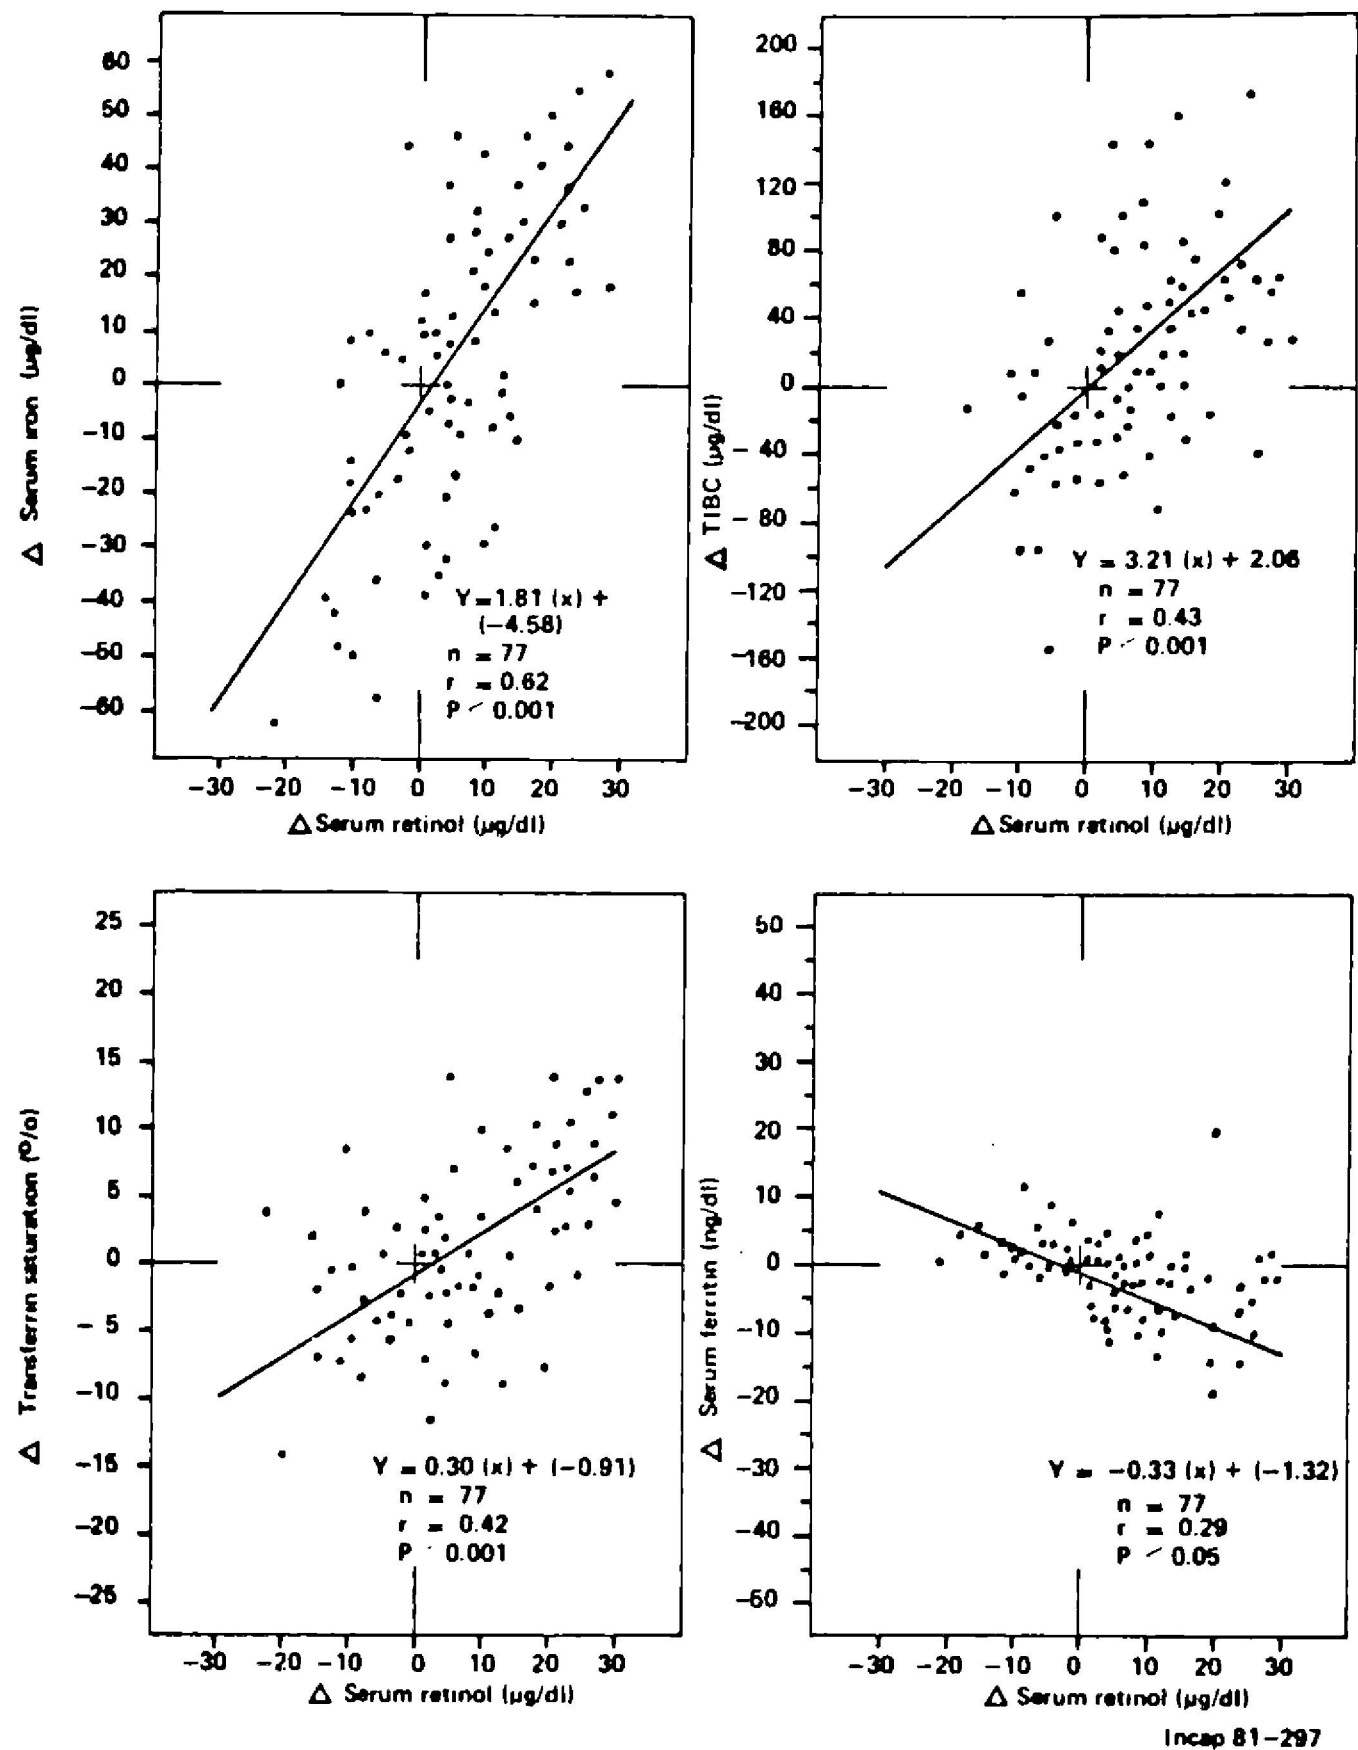 60
50
40
30
20
10
0
−10
−20
−30
−40
−50
−60
Δ Serum iron (µg/dl)
Y=1.81 (x) +
(−4.58)
n = 77
r = 0.62
P < 0.001
−30 −20 −10 0 10 20 30
Δ Serum retinol (µg/dl)
200
160
120
80
40
0
− 40
− 80
−120
−160
−200
Δ TIBC (µg/dl)
Y = 3.21 (x) + 2.06
n = 77
r = 0.43
P < 0.001
−30 −20 −10 0 10 20 30
Δ Serum retinol (µg/dl)
25
20
15
10
5
0
− 5
−10
−15
−20
−25
Δ Transferrin saturation (º/o)
Y = 0.30 (x) + (−0.91)
n = 77
r = 0.42
P 0.001
−30 −20 −10 0 10 20 30
Δ Serum retinol (µg/dl)
50
40
30
20
10
0
−10
−20
−30
−40
−50
Δ Serum ferritin (ng/dl)
Y = −0.33 (x) + (−1.32)
n = 77
r = 0.29
P < 0.05
−30 −20 −10 0 10 20 30
Δ Serum retinol (µg/dl)
Incap 81−297